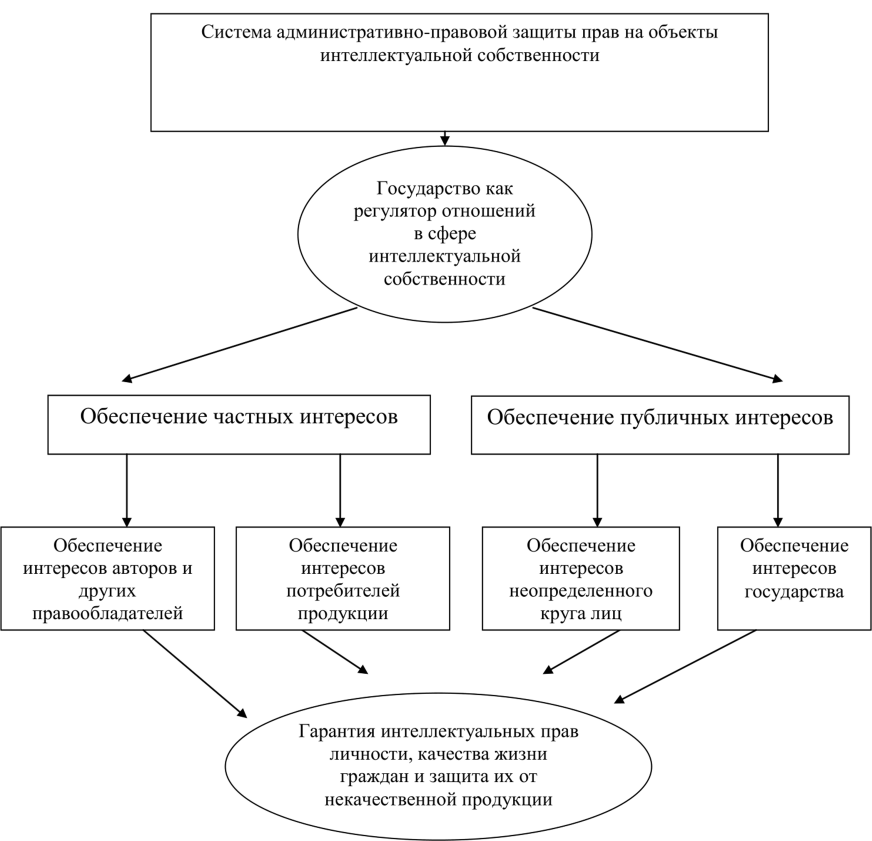 Система административно-правовой защиты прав на объекты
интеллектуальной собственности
Государство как
регулятор отношений
в сфере
интеллектуальной
собственности
Обеспечение частных интересов
Обеспечение публичных интересов
Обеспечение
интересов авторов и
других
правообладателей
Обеспечение
интересов
потребителей
продукции
Обеспечение
интересов
неопределенного
круга лиц
Обеспечение
интересов
государства
Гарантия интеллектуальных прав
личности, качества жизни
граждан и защита их от
некачественной продукции